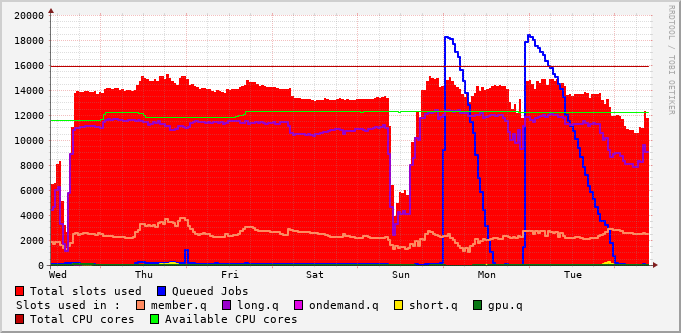 20000
18000
16000
14000
12000
10000
8000
6000
4000
2000
0
Wed Thu Fri Sat Sun Mon Tue
RRDTOOL / TOBI OETIKER
Total slots used Queued Jobs
Slots used in : member.q long.q ondemand.q short.q gpu.q
Total CPU cores Available CPU cores